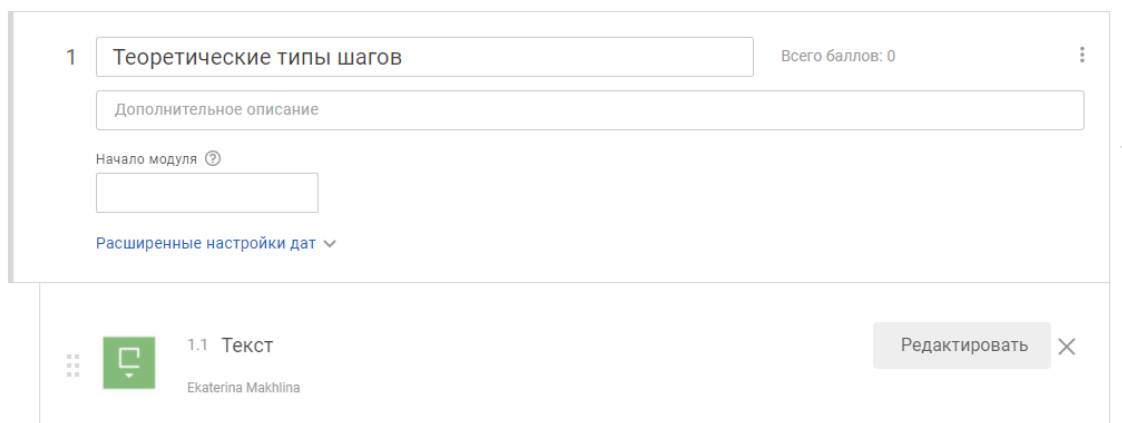 1 Теоретические типы шагов Всего баллов: 0
Дополнительное описание
Начало модуля ?
Расширенные настройки дат
1.1 Текст Редактировать
Ekaterina Makhlina